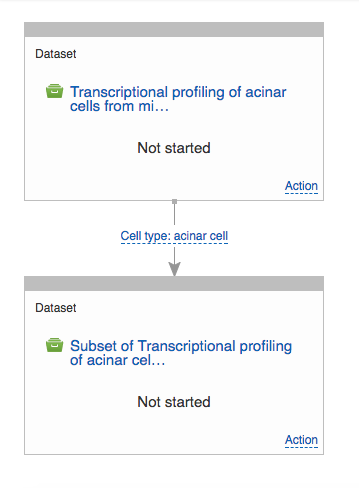 Dataset
Transcriptional profiling of acinar
cells from mi…
Not started
Action
Cell type: acinar cell
Dataset
Subset of Transcriptional profiling
of acinar cel…
Not started
Action